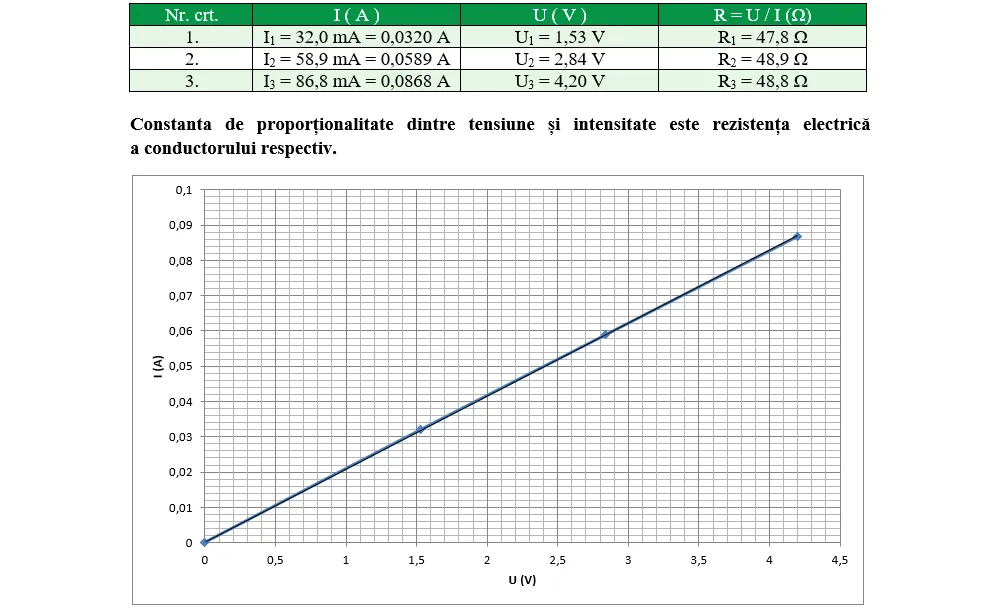 Nr. crt. I ( A ) U ( V ) R = U / I (Ω)
1. I₁ = 32,0 mA = 0,0320 A U₁ = 1,53 V R₁ = 47,8 Ω
2. I₂ = 58,9 mA = 0,0589 A U₂ = 2,84 V R₂ = 48,9 Ω
3. I₃ = 86,8 mA = 0,0868 A U₃ = 4,20 V R₃ = 48,8 Ω
Constanta de proporționalitate dintre tensiune și intensitate este rezistența electrică
a conductorului respectiv.
0,1
0,09
0,08
0,07
0,06
0,05
0,04
0,03
0,02
0,01
0
I (A)
0 0,5 1 1,5 2 2,5 3 3,5 4 4,5
U (V)